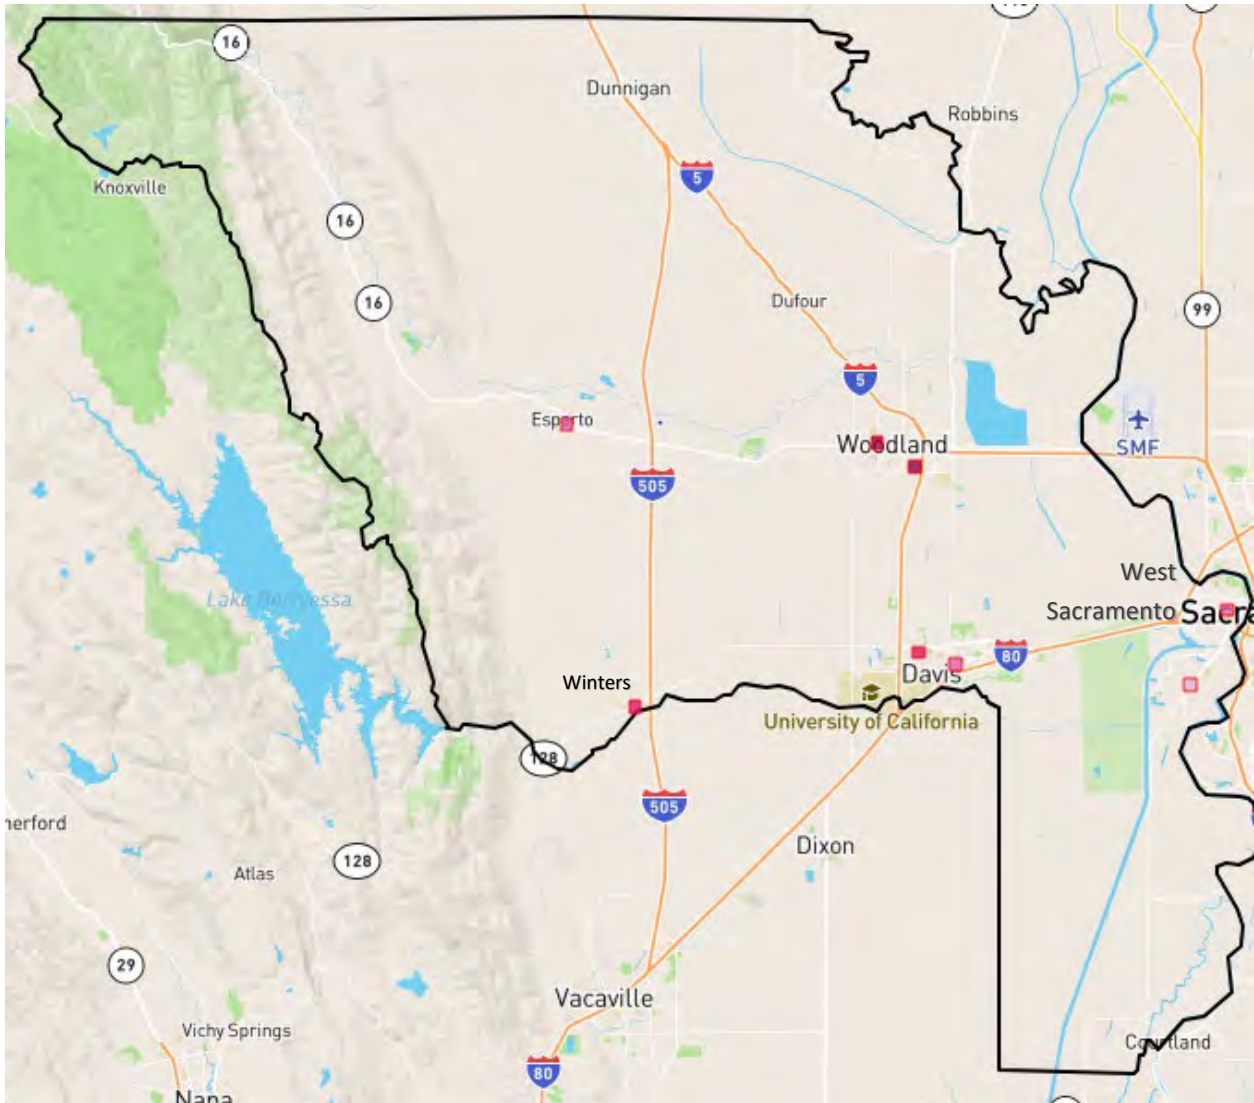 16
Dunnigan
Robbins
5
Knoxville
16
16
Dufour
99
5
Esparto
Woodland
SMF
505
West
Lake Berryessa
Sacramento
80
Davis
Winters
University of California
128
505
herford
Dixon
128
Atlas
29
Vacaville
Vichy Springs
Courtland
80
Napa